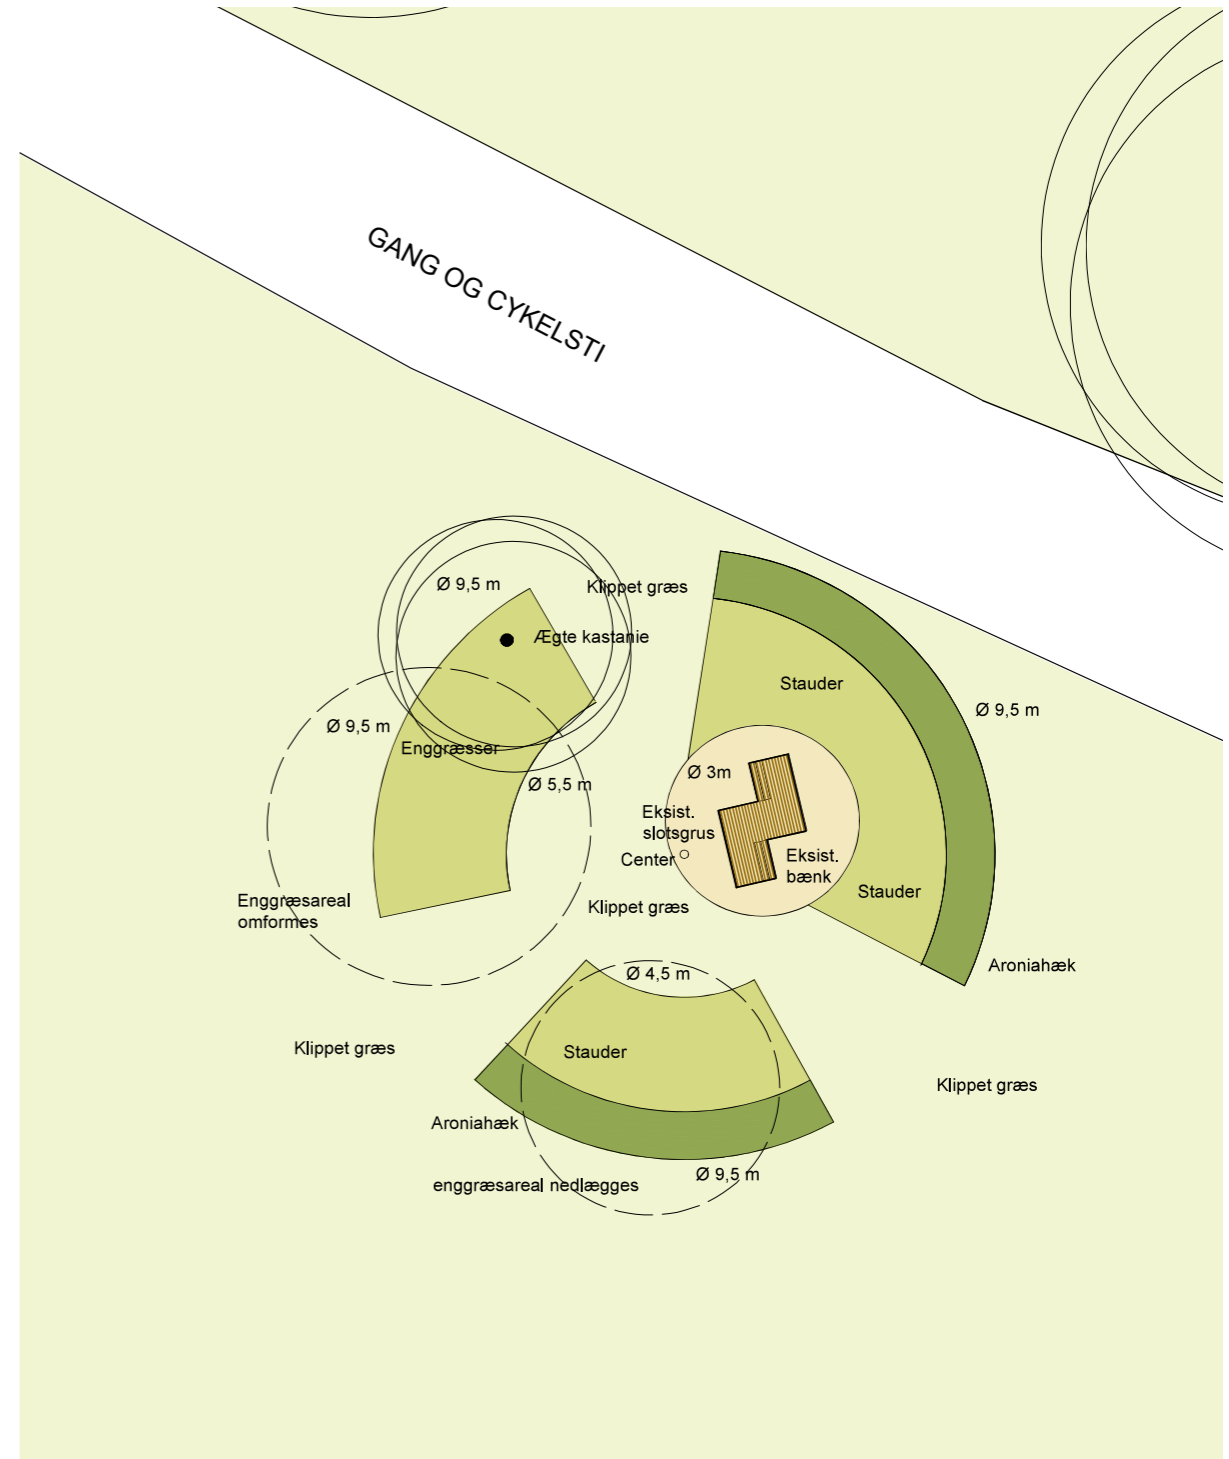 GANG OG CYKELSTI
Ø 9,5 m
Klippet græs
Ægte kastanie
Stauder
Ø 9,5 m
Ø 9,5 m
Enggræsser
Ø 5,5 m
Ø 3m
Eksist.
slotsgrus
Center
Eksist.
bænk
Stauder
Enggræsareal
omformes
Klippet græs
Aroniahæk
Ø 4,5 m
Klippet græs
Stauder
Klippet græs
Aroniahæk
Ø 9,5 m
enggræsareal nedlægges